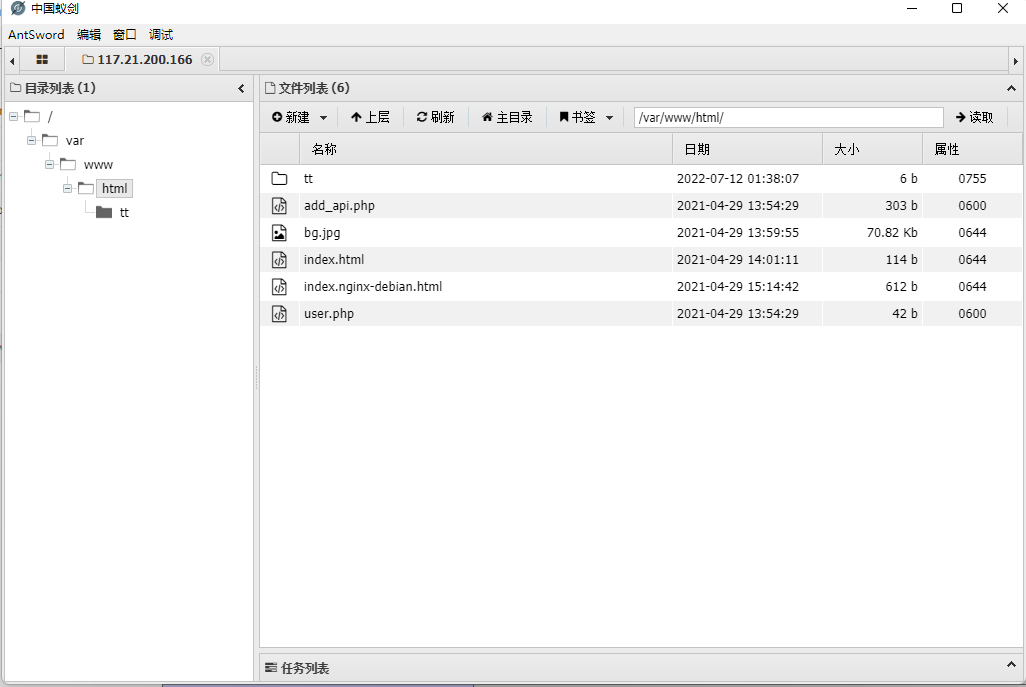 中国蚁剑
AntSword 编辑 窗口 调试
117.21.200.166
目录列表 (1)
/
var
www
html
tt
文件列表 (6)
新建 上层 刷新 主目录 书签 /var/www/html/ 读取
名称 日期 大小 属性
tt 2022-07-12 01:38:07 6 b 0755
add_api.php 2021-04-29 13:54:29 303 b 0600
bg.jpg 2021-04-29 13:59:55 70.82 Kb 0644
index.html 2021-04-29 14:01:11 114 b 0644
index.nginx-debian.html 2021-04-29 15:14:42 612 b 0644
user.php 2021-04-29 13:54:29 42 b 0600
任务列表